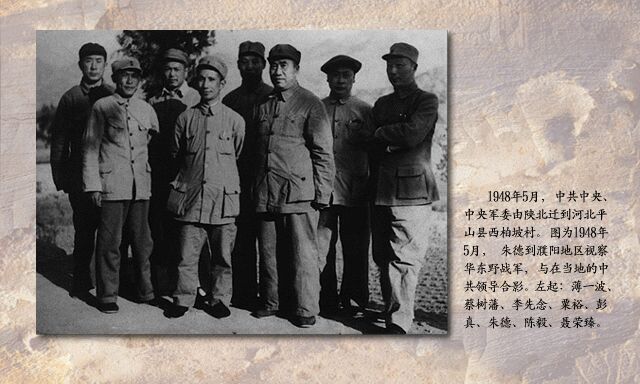 1948年5月，中共中央、
中央军委由陕北迁到河北平
山县西柏坡村。图为1948年
5月，朱德到濮阳地区视察
华东野战军，与在当地的中
共领导合影。左起：薄一波、
蔡树藩、李先念、粟裕、彭
真、朱德、陈毅、聂荣臻。